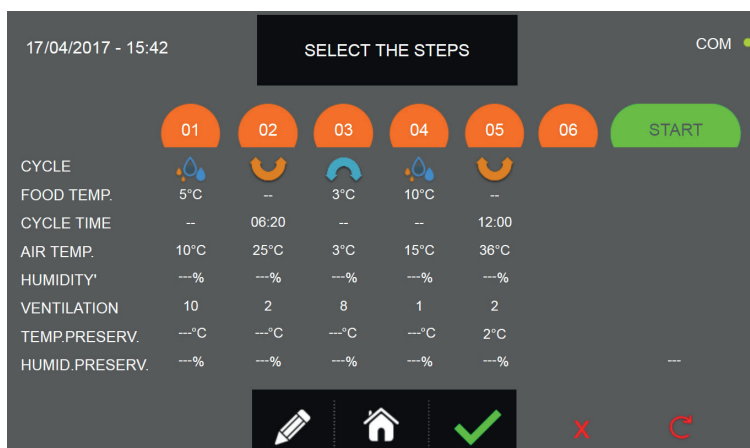 17/04/2017 - 15:42 SELECT THE STEPS COM
01 02 03 04 05 06 START
CYCLE
FOOD TEMP. 5°C -- 3°C 10°C --
CYCLE TIME -- 06:20 -- -- 12:00
AIR TEMP. 10°C 25°C 3°C 15°C 36°C
HUMIDITY' ---% ---% ---% ---% ---%
VENTILATION 10 2 8 1 2
TEMP.PRESERV. ---°C ---°C ---°C ---°C 2°C
HUMID.PRESERV. ---% ---% ---% ---% ---% ---
X